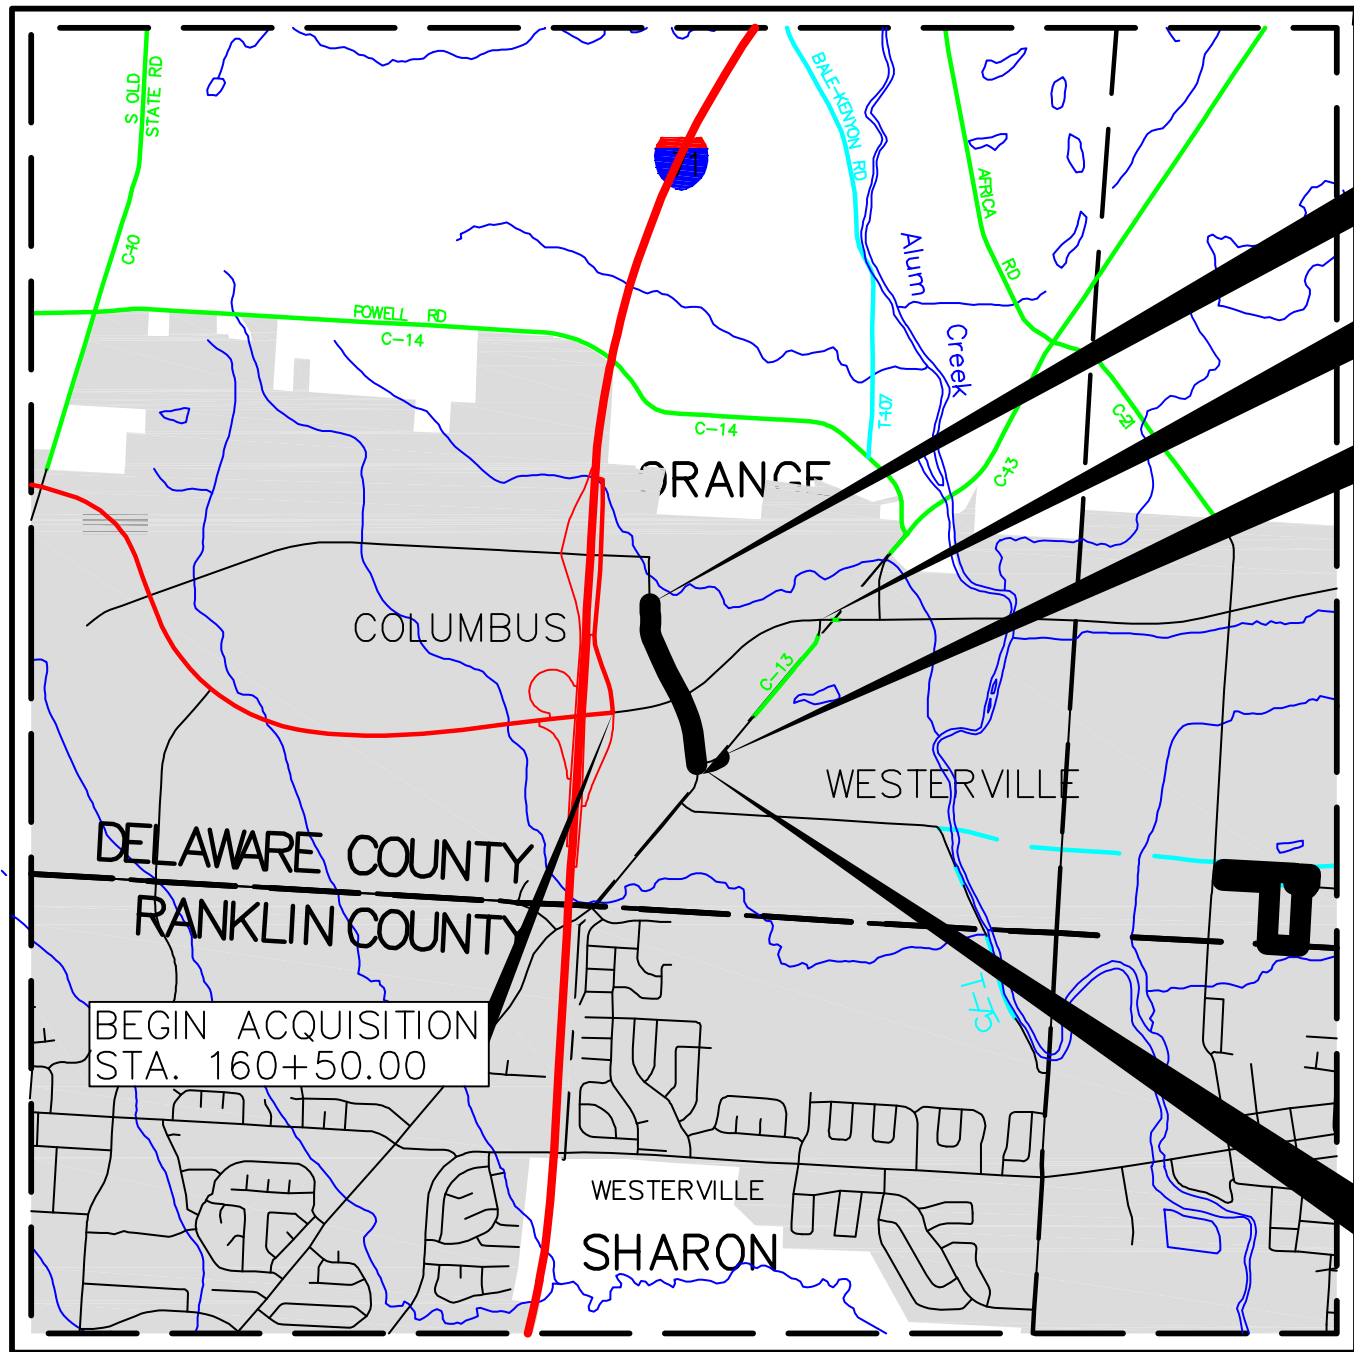 S OLD
STATE RD
BALE-KENYON RD
AFRICA RD
C-10
Alum Creek
POWELL RD
C-14
C-14
T-407
C-21
C-13
ORANGE
COLUMBUS
C-13
WESTERVILLE
DELAWARE COUNTY
RANKLIN COUNTY
T-75
BEGIN ACQUISITION
STA. 160+50.00
WESTERVILLE
SHARON